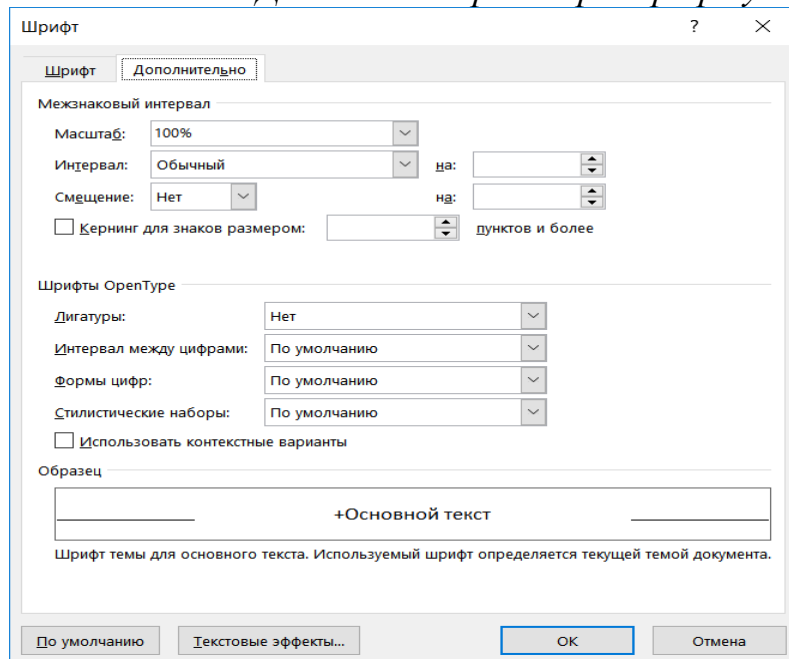 Шрифт ?
Шрифт Дополнительно
Межзнаковый интервал
Масштаб: 100%
Интервал: Обычный на:
Смещение: Нет на:
Кернинг для знаков размером: пунктов и более
Шрифты OpenType
Лигатуры: Нет
Интервал между цифрами: По умолчанию
Формы цифр: По умолчанию
Стилистические наборы: По умолчанию
Использовать контекстные варианты
Образец
+Основной текст
Шрифт темы для основного текста. Используемый шрифт определяется текущей темой документа.
По умолчанию Текстовые эффекты... ОК Отмена